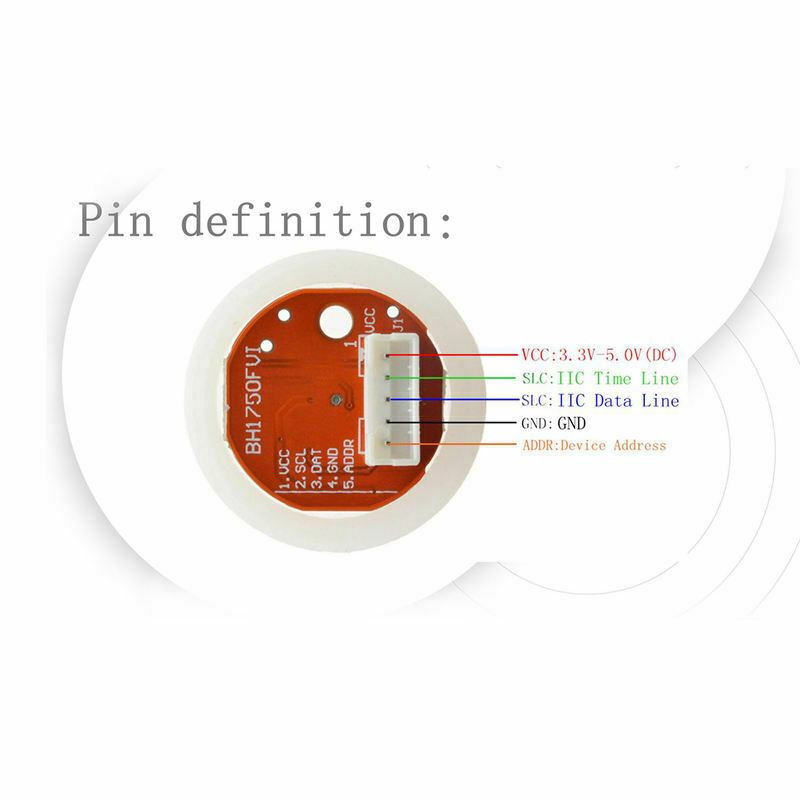 Pin definition:
VCC
J1
1
BH1750FVI
1.VCC
2.SCL
3.DAT
4.GND
5.ADDR
VCC:3.3V-5.0V(DC)
SLC:IIC Time Line
SLC:IIC Data Line
GND:GND
ADDR:Device Address